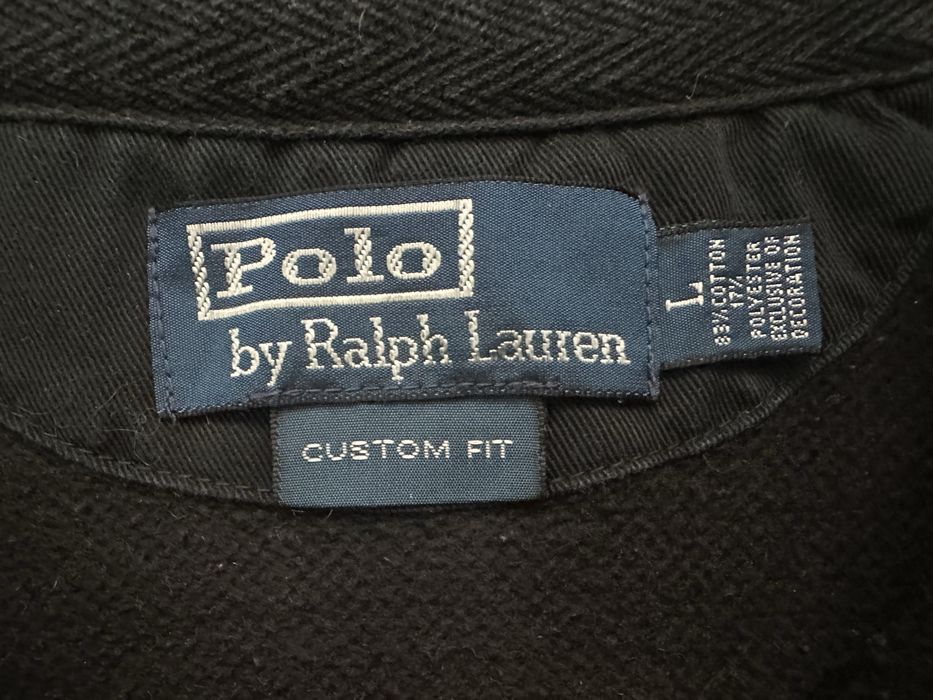 Polo
by Ralph Lauren
CUSTOM FIT
L
83% COTTON
17%
POLYESTER
EXCLUSIVE OF
DECORATION